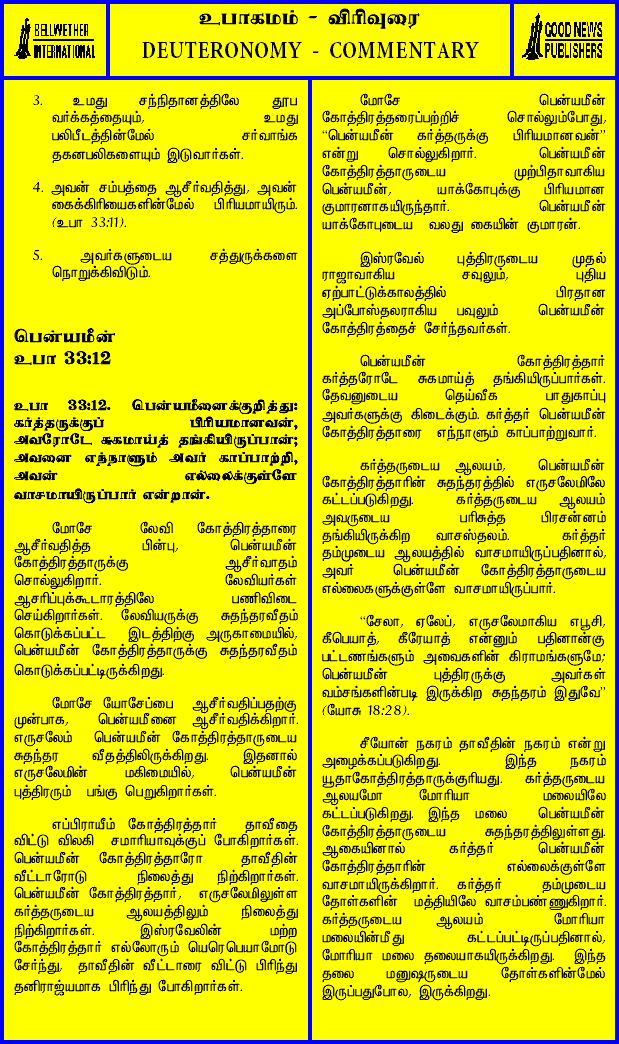 BELLWETHER
INTERNATIONAL
உபாகமம் - விரிவுரை
DEUTERONOMY - COMMENTARY
GOOD NEWS
PUBLISHERS
3. உமது சந்நிதானத்திலே தூப
வர்க்கத்தையும், உமது
பலிபீடத்தின்மேல் சர்வாங்க
தகனபலிகளையும் இடுவார்கள்.
4. அவன் சம்பத்தை ஆசீர்வதித்து, அவன்
கைக்கிரியைகளின்மேல் பிரியமாயிரும்.
(உபா 33:11).
5. அவர்களுடைய சத்துருக்களை
நொறுக்கிவிடும்.
பென்யமீன்
உபா 33:12
உபா 33:12. பென்யமீனைக்குறித்து:
கர்த்தருக்குப் பிரியமானவன்,
அவரோடே சுகமாய்த் தங்கியிருப்பான்;
அவனை எந்நாளும் அவர் காப்பாற்றி,
அவன் எல்லைக்குள்ளே
வாசமாயிருப்பார் என்றான்.
மோசே லேவி கோத்திரத்தாரை
ஆசீர்வதித்த பின்பு, பென்யமீன்
கோத்திரத்தாருக்கு ஆசீர்வாதம்
சொல்லுகிறார். லேவியர்கள்
ஆசரிப்புக்கூடாரத்திலே பணிவிடை
செய்கிறார்கள். லேவியருக்கு சுதந்தரவீதம்
கொடுக்கப்பட்ட இடத்திற்கு அருகாமையில்,
பென்யமீன் கோத்திரத்தாருக்கு சுதந்தரவீதம்
கொடுக்கப்பட்டிருக்கிறது.
மோசே யோசேப்பை ஆசீர்வதிப்பதற்கு
முன்பாக, பென்யமீனை ஆசீர்வதிக்கிறார்.
எருசலேம் பென்யமீன் கோத்திரத்தாருடைய
சுதந்தர வீதத்திலிருக்கிறது. இதனால்
எருசலேமின் மகிமையில், பென்யமீன்
புத்திரரும் பங்கு பெறுகிறார்கள்.
எப்பிராயீம் கோத்திரத்தார் தாவீதை
விட்டு விலகி சமாரியாவுக்குப் போகிறார்கள்.
பென்யமீன் கோத்திரத்தாரோ தாவீதின்
வீட்டாரோடு நிலைத்து நிற்கிறார்கள்.
பென்யமீன் கோத்திரத்தார், எருசலேமிலுள்ள
கர்த்தருடைய ஆலயத்திலும் நிலைத்து
நிற்கிறார்கள். இஸ்ரவேலின் மற்ற
கோத்திரத்தார் எல்லோரும் யெரெபெயாமோடு
சேர்ந்து, தாவீதின் வீட்டாரை விட்டு பிரிந்து
தனிராஜ்யமாக பிரிந்து போகிறார்கள்.
மோசே பென்யமீன்
கோத்திரத்தரைப்பற்றிச் சொல்லும்போது,
“பென்யமீன் கர்த்தருக்கு பிரியமானவன்”
என்று சொல்லுகிறார். பென்யமீன்
கோத்திரத்தாருடைய முற்பிதாவாகிய
பென்யமீன், யாக்கோபுக்கு பிரியமான
குமாரனாகயிருந்தார். பென்யமீன்
யாக்கோபுடைய வலது கையின் குமாரன்.
இஸ்ரவேல் புத்திரருடைய முதல்
ராஜாவாகிய சவுலும், புதிய
ஏற்பாட்டுக்காலத்தில் பிரதான
அப்போஸ்தலராகிய பவுலும் பென்யமீன்
கோத்திரத்தைச் சேர்ந்தவர்கள்.
பென்யமீன் கோத்திரத்தார்
கர்த்தரோடே சுகமாய்த் தங்கியிருப்பார்கள்.
தேவனுடைய தெய்வீக பாதுகாப்பு
அவர்களுக்கு கிடைக்கும். கர்த்தர் பென்யமீன்
கோத்திரத்தாரை எந்நாளும் காப்பாற்றுவார்.
கர்த்தருடைய ஆலயம், பென்யமீன்
கோத்திரத்தாரின் சுதந்தரத்தில் எருசலேமிலே
கட்டப்படுகிறது. கர்த்தருடைய ஆலயம்
அவருடைய பரிசுத்த பிரசன்னம்
தங்கியிருக்கிற வாசஸ்தலம். கர்த்தர்
தம்முடைய ஆலயத்தில் வாசமாயிருப்பதினால்,
அவர் பென்யமீன் கோத்திரத்தாருடைய
எல்லைகளுக்குள்ளே வாசமாயிருப்பார்.
“சேலா, ஏலேப், எருசலேமாகிய எபூசி,
கீபெயாத், கீரேயாத் என்னும் பதினான்கு
பட்டணங்களும் அவைகளின் கிராமங்களுமே;
பென்யமீன் புத்திரருக்கு அவர்கள்
வம்சங்களின்படி இருக்கிற சுதந்தரம் இதுவே”
(யோசு 18:28).
சீயோன் நகரம் தாவீதின் நகரம் என்று
அழைக்கப்படுகிறது. இந்த நகரம்
யூதாகோத்திரத்தாருக்குரியது. கர்த்தருடைய
ஆலயமோ மோரியா மலையிலே
கட்டப்படுகிறது. இந்த மலை பென்யமீன்
கோத்திரத்தாருடைய சுதந்தரத்திலுள்ளது.
ஆகையினால் கர்த்தர் பென்யமீன்
கோத்திரத்தாரின் எல்லைக்குள்ளே
வாசமாயிருக்கிறார். கர்த்தர் தம்முடைய
தோள்களின் மத்தியிலே வாசம்பண்ணுகிறார்.
கர்த்தருடைய ஆலயம் மோரியா
மலையின்மீது கட்டப்பட்டிருப்பதினால்,
மோரியா மலை தலையாகயிருக்கிறது. இந்த
தலை மனுஷருடைய தோள்களின்மேல்
இருப்பதுபோல, இருக்கிறது.